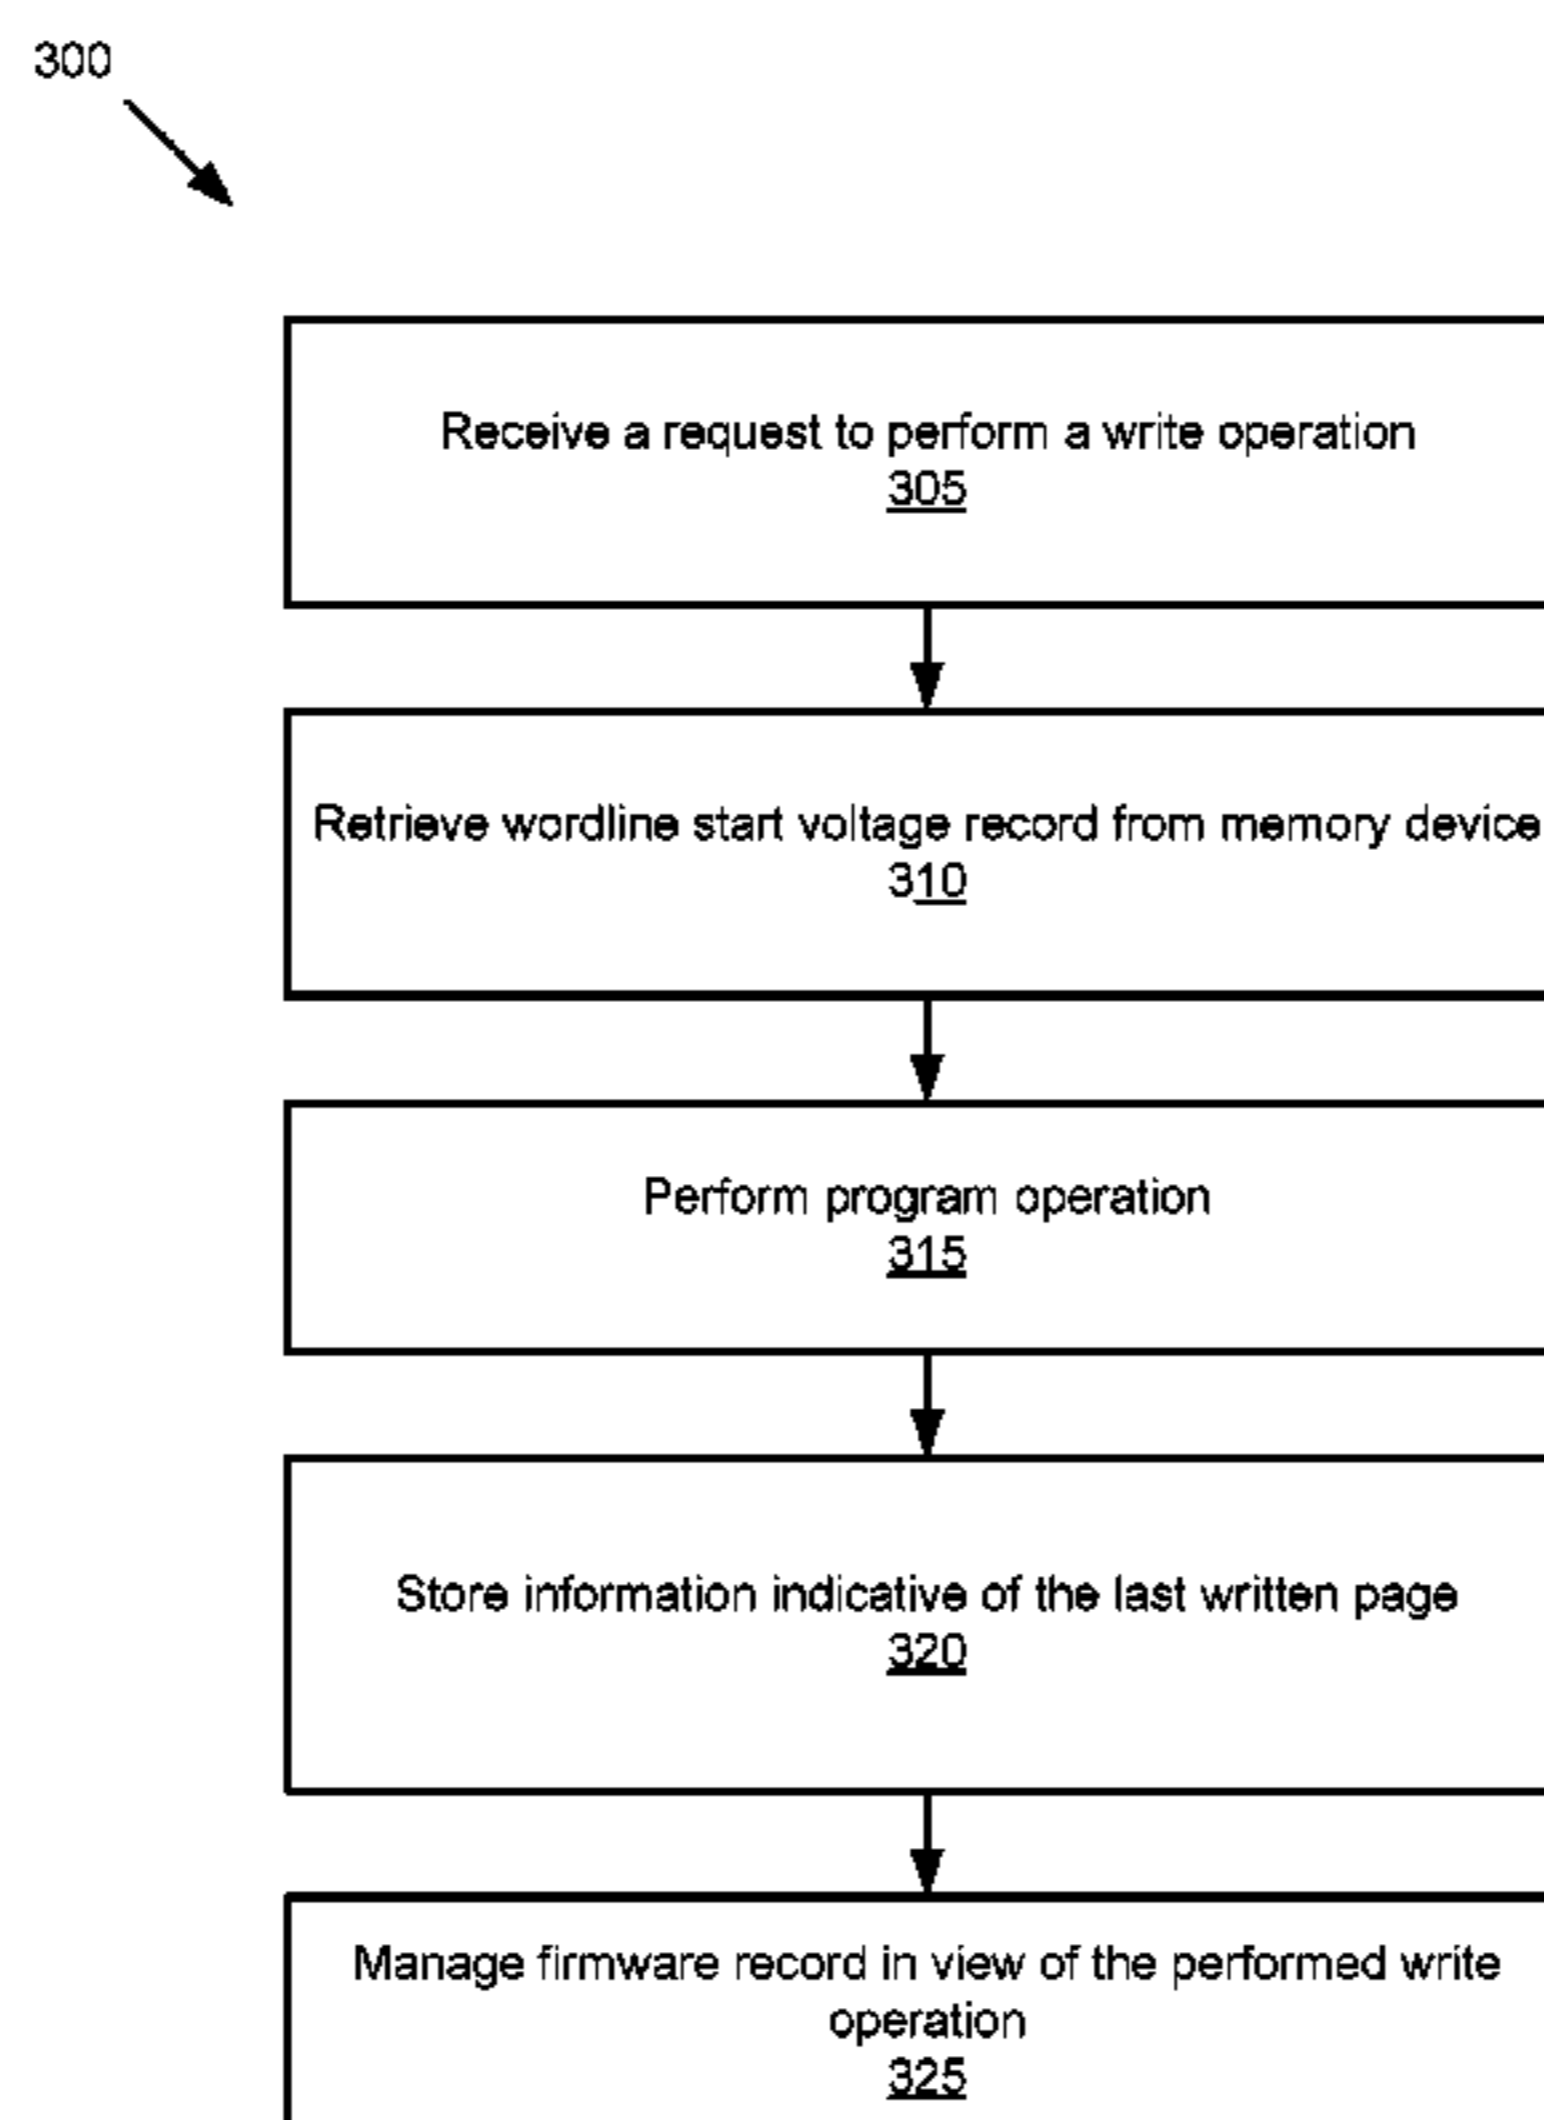 300
Receive a request to perform a write operation
305
Retrieve wordline start voltage record from memory device
310
Perform program operation
315
Store information indicative of the last written page
320
Manage firmware record in view of the performed write
operation
325